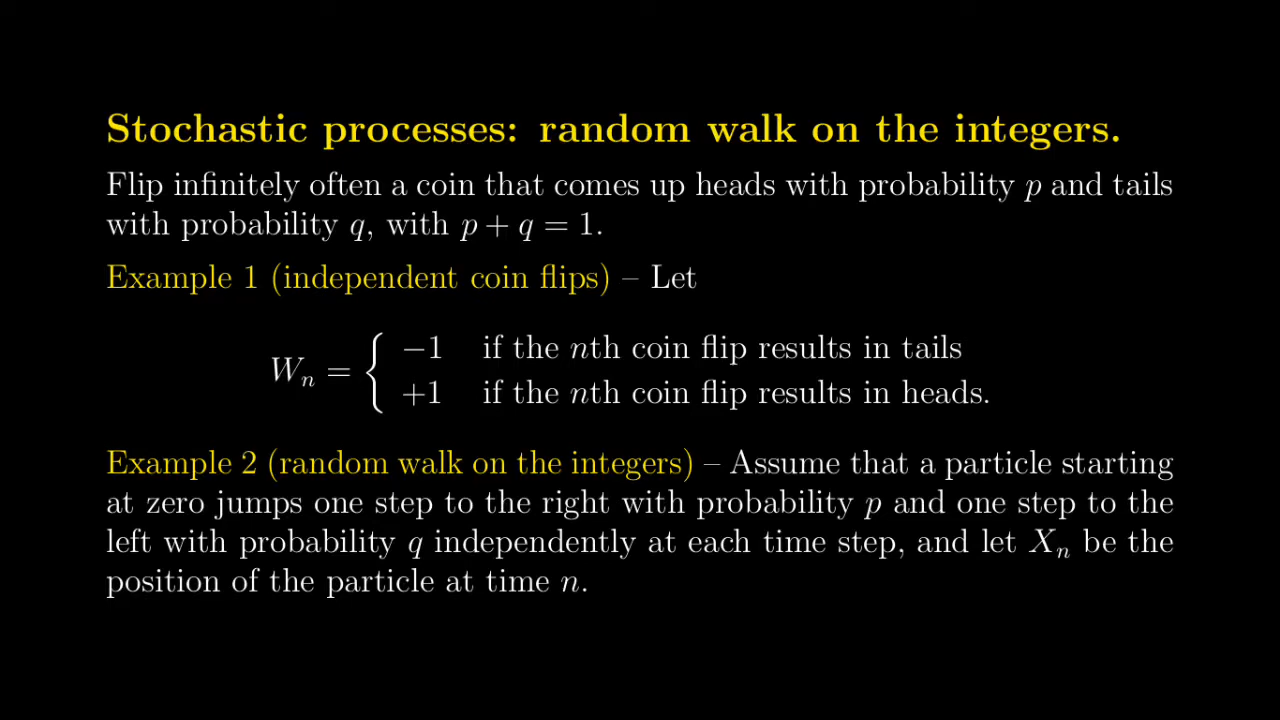 Stochastic processes: random walk on the integers.
Flip infinitely often a coin that comes up heads with probability p and tails
with probability q, with p + q = 1.
Example 1 (independent coin flips) – Let
W_n = { −1 if the nth coin flip results in tails
+1 if the nth coin flip results in heads.
Example 2 (random walk on the integers) – Assume that a particle starting
at zero jumps one step to the right with probability p and one step to the
left with probability q independently at each time step, and let X_n be the
position of the particle at time n.